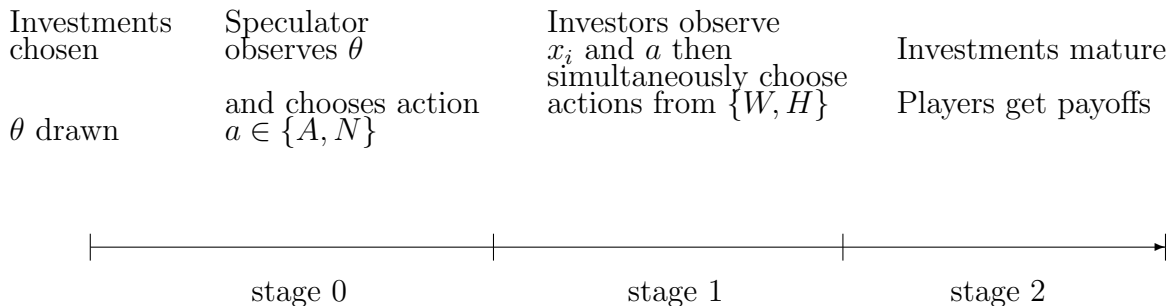 Investments
chosen
θ drawn
Speculator
observes θ
and chooses action
a ∈ {A, N}
Investors observe
x_i and a then
simultaneously choose
actions from {W, H}
Investments mature
Players get payoffs
stage 0
stage 1
stage 2